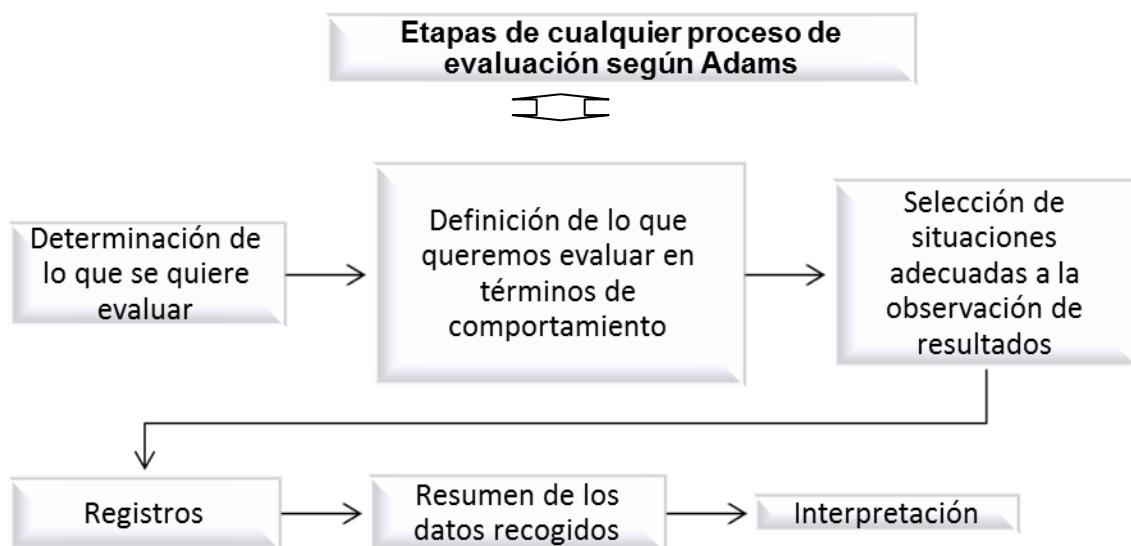 Etapas de cualquier proceso de
evaluación según Adams
Determinación de
lo que se quiere
evaluar
Definición de lo que
queremos evaluar en
términos de
comportamiento
Selección de
situaciones
adecuadas a la
observación de
resultados
Registros
Resumen de los
datos recogidos
Interpretación